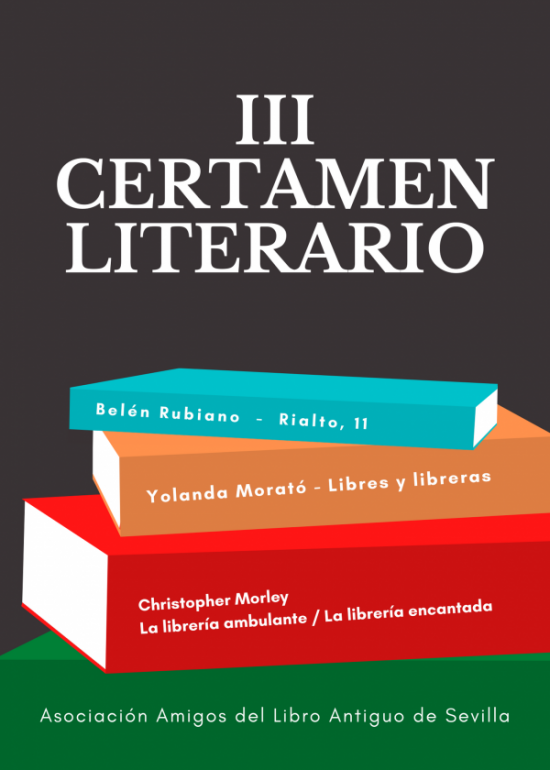 III
CERTAMEN
LITERARIO
Belén Rubiano - Rialto, 11
Yolanda Morató - Libres y libreras
Christopher Morley
La librería ambulante / La librería encantada
Asociación Amigos del Libro Antiguo de Sevilla